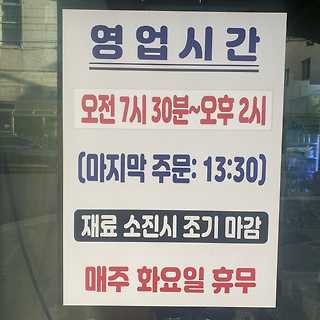 영업시간
오전 7시 30분~오후 2시
(마지막 주문: 13:30)
재료 소진시 조기 마감
매주 화요일 휴무